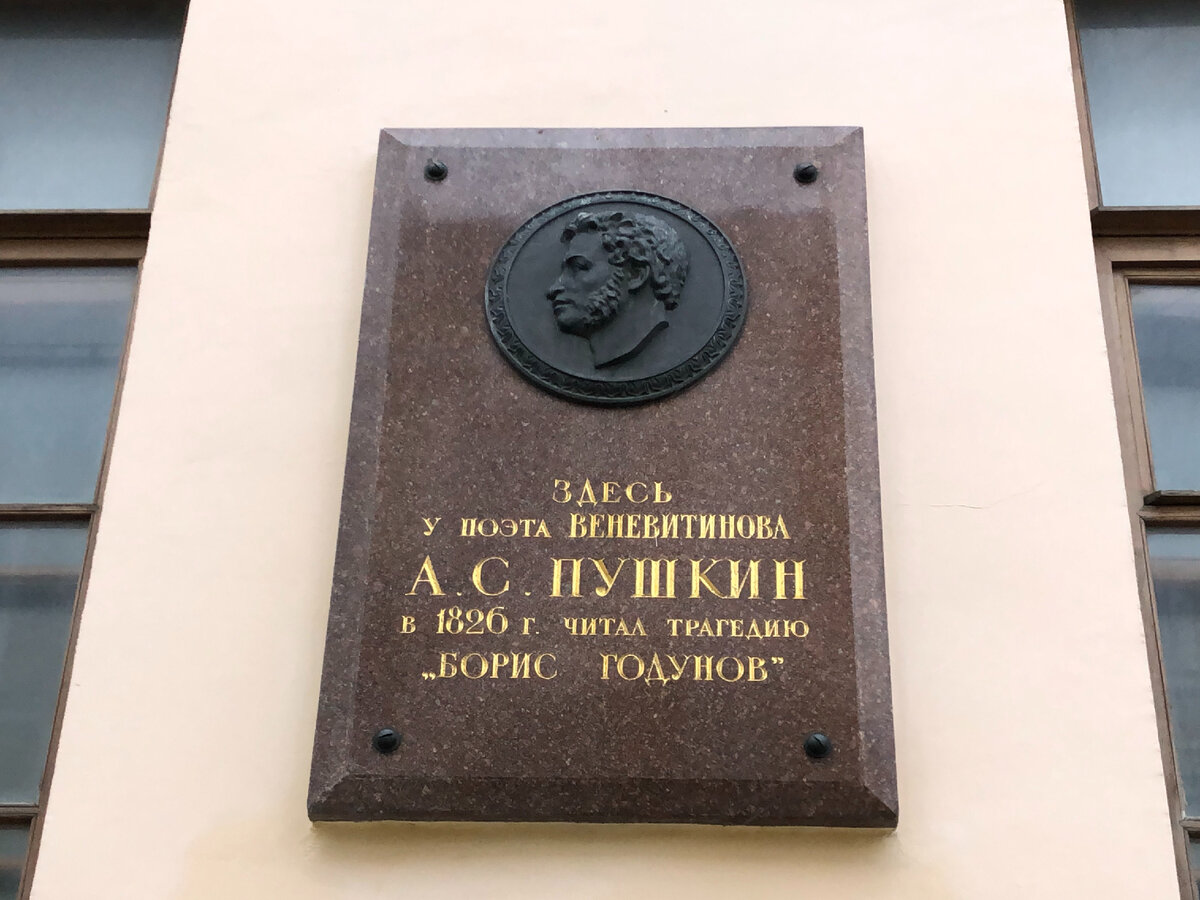 ЗДЕСЬ
У ПОЭТА ВЕНЕВИТИНОВА
А.С. ПУШКИН
В 1826 Г. ЧИТАЛ ТРАГЕДИЮ
„БОРИС ГОДУНОВ”